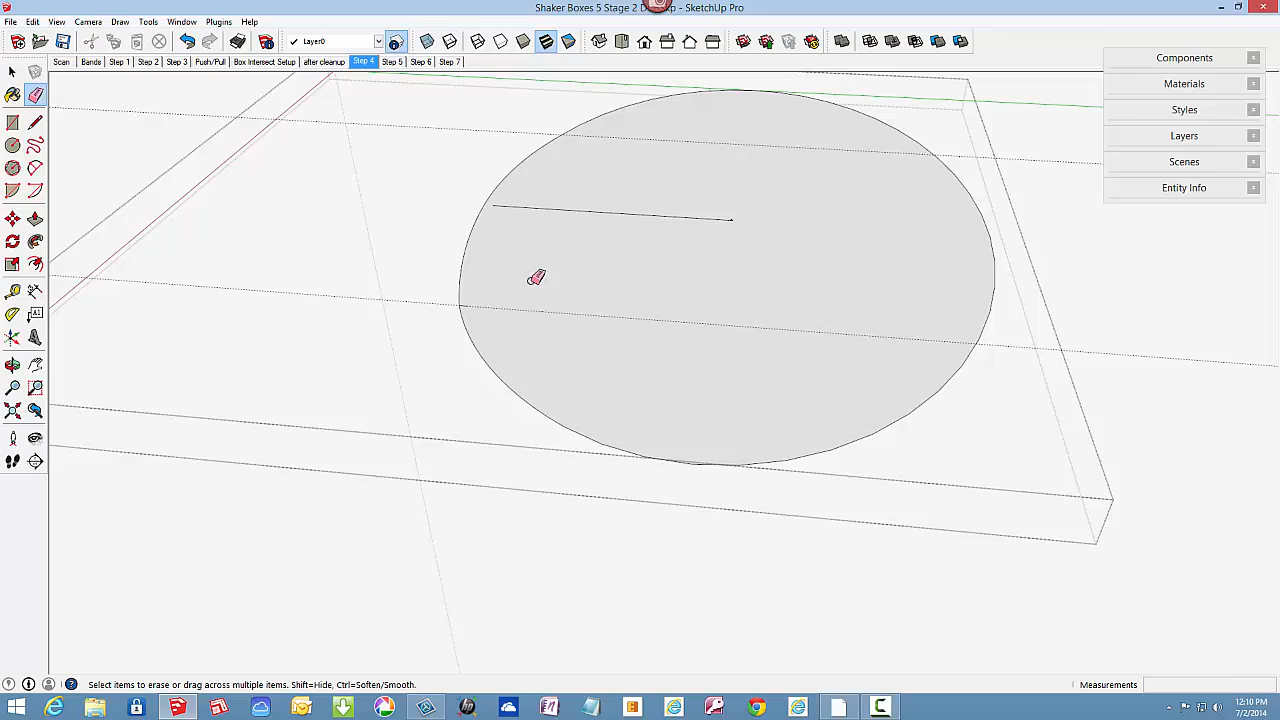 Shaker Boxes 5 Stage 2 - SketchUp Pro
File Edit View Camera Draw Tools Window Plugins Help
Layer0
Scan Bands Step 1 Step 2 Step 3 Push/Pull Box Intersect Setup after cleanup Step 4 Step 5 Step 6 Step 7
Components
Materials
Styles
Layers
Scenes
Entity Info
Select items to erase or drag across multiple items. Shift=Hide, Ctrl=Soften/Smooth.
Measurements
12:10 PM
7/2/2014